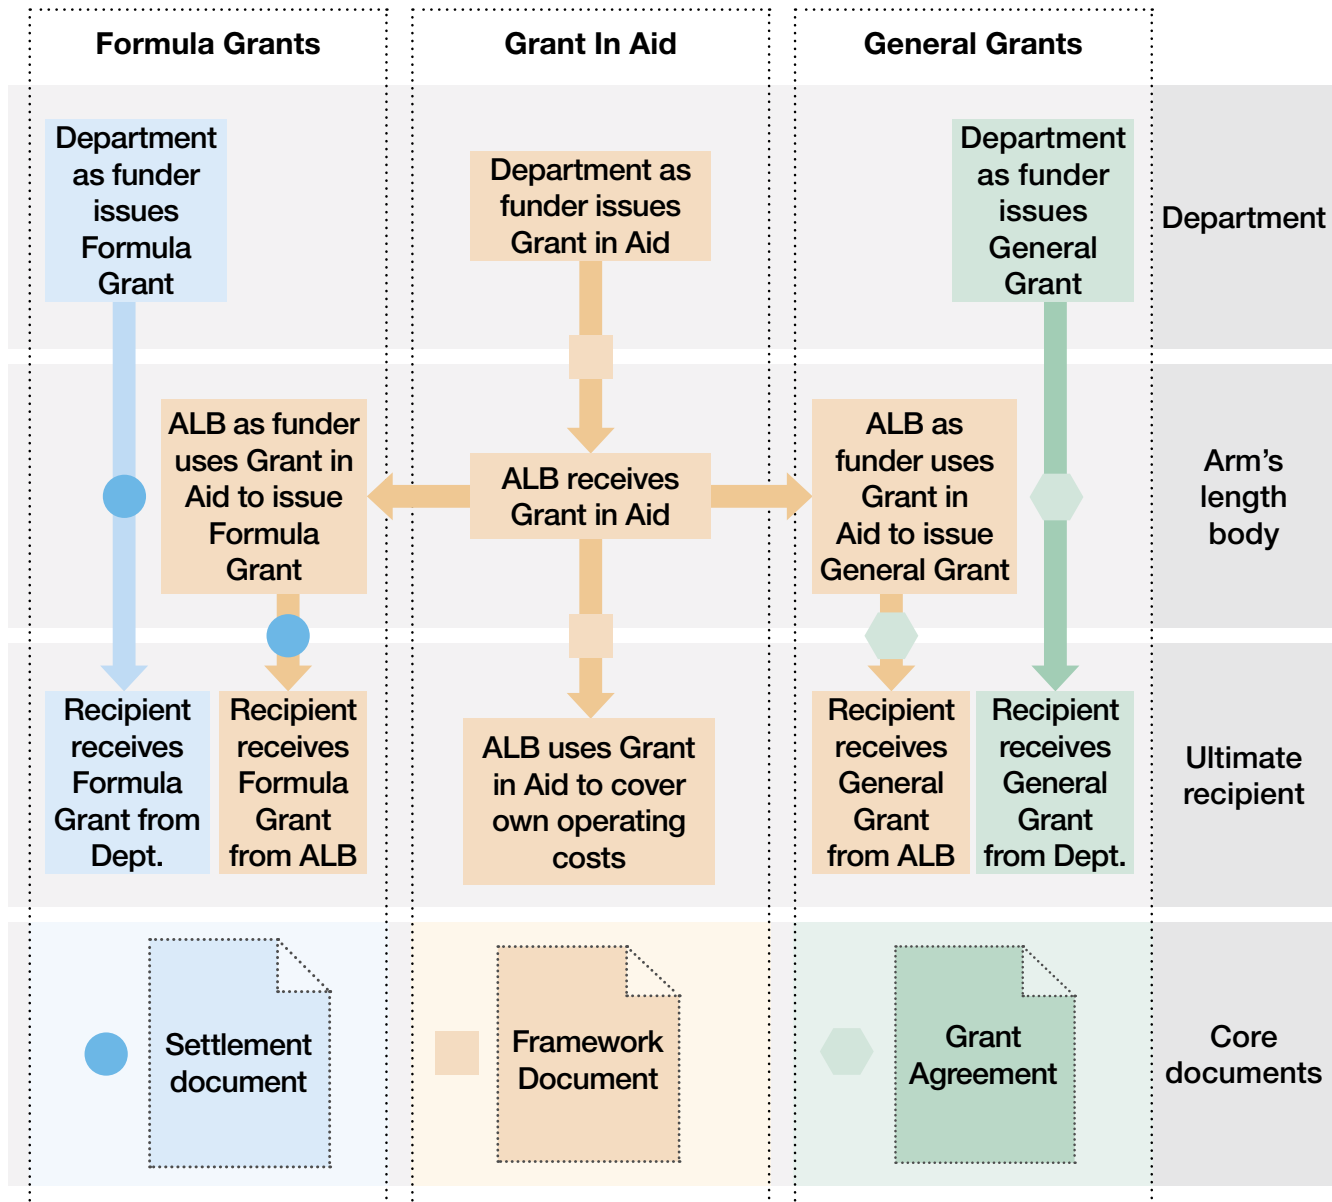 Formula Grants
Grant In Aid
General Grants
Department
as funder
issues
Formula
Grant
Department as
funder issues
Grant in Aid
Department
as funder
issues
General
Grant
Department
ALB as funder
uses Grant in
Aid to issue
Formula
Grant
ALB receives
Grant in Aid
ALB as
funder uses
Grant in
Aid to issue
General Grant
Arm’s
length
body
Recipient
receives
Formula
Grant from
Dept.
Recipient
receives
Formula
Grant
from ALB
ALB uses Grant
in Aid to cover
own operating
costs
Recipient
receives
General
Grant
from ALB
Recipient
receives
General
Grant
from Dept.
Ultimate
recipient
Settlement
document
Framework
Document
Grant
Agreement
Core
documents